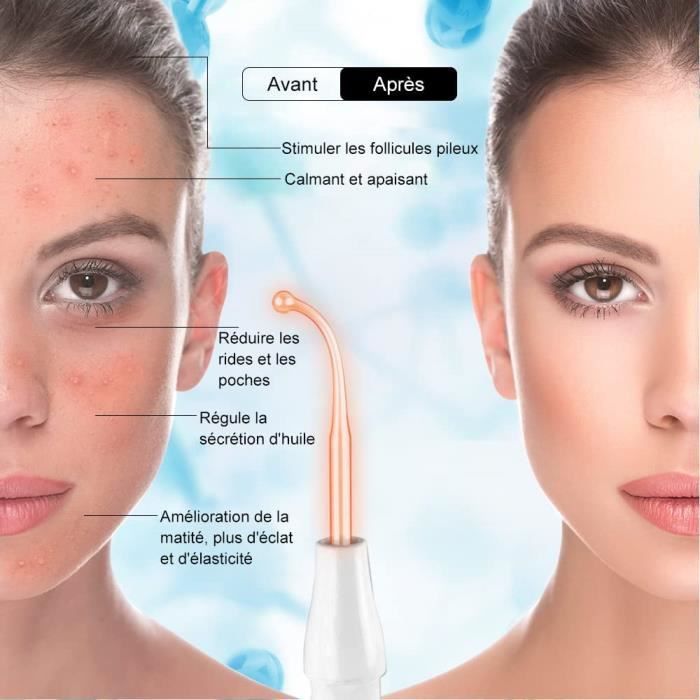 Avant Après
Stimuler les follicules pileux
Calmant et apaisant
Réduire les
rides et les
poches
Régule la
sécrétion d'huile
Amélioration de la
matité, plus d'éclat
et d'élasticité